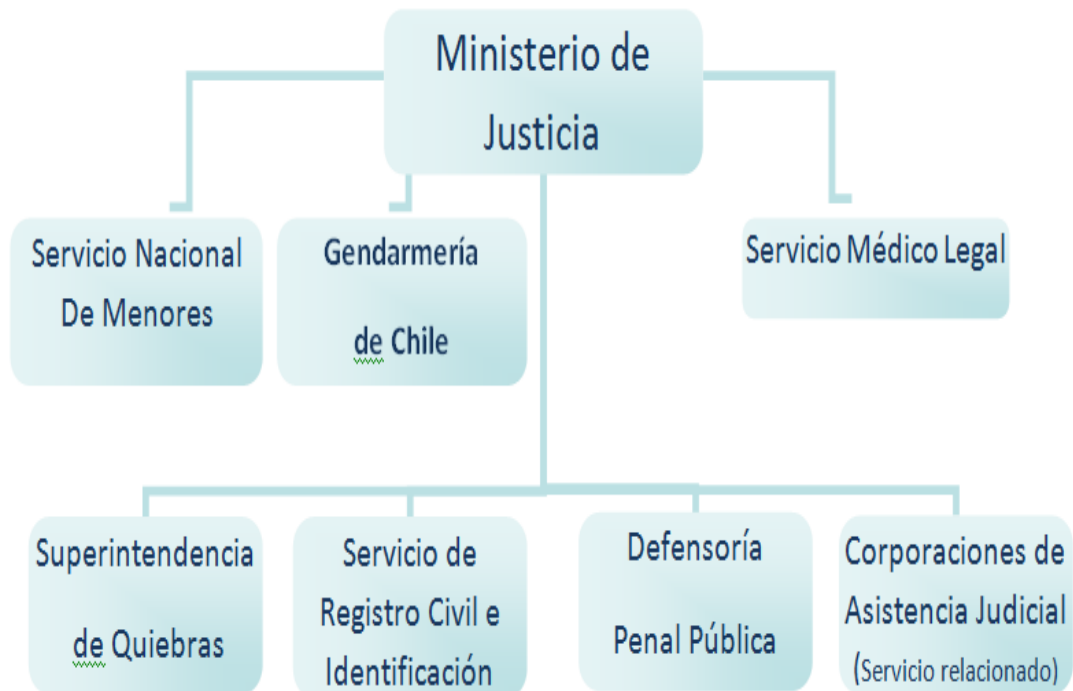 Ministerio de
Justicia
Servicio Nacional
De Menores
Gendarmería
de Chile
Servicio Médico Legal
Superintendencia
de Quiebras
Servicio de
Registro Civil e
Identificación
Defensoría
Penal Pública
Corporaciones de
Asistencia Judicial
(Servicio relacionado)